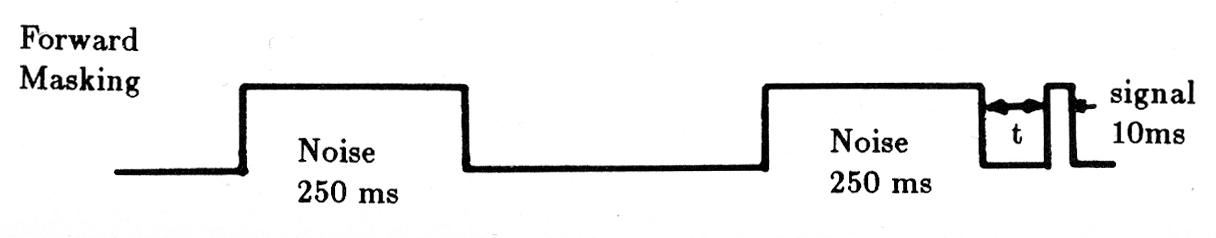 Forward
Masking
Noise
250 ms
Noise
250 ms
t
signal
10ms